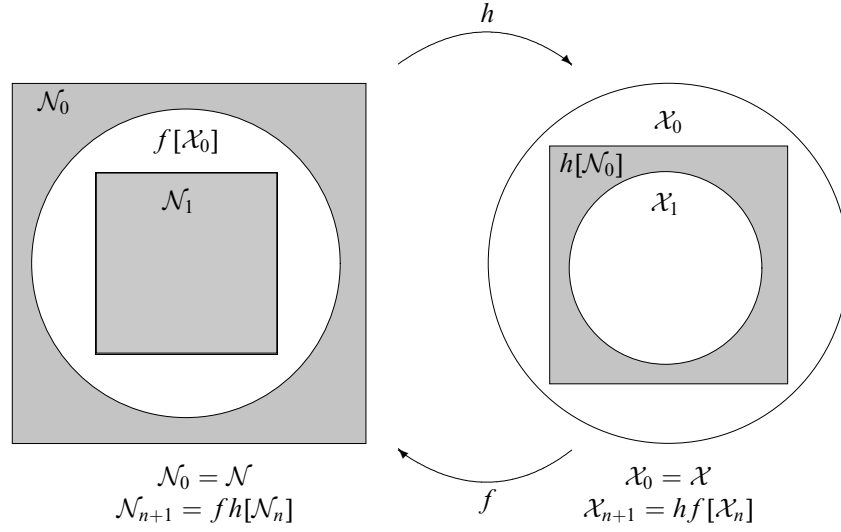 h
𝒩₀
𝒳₀
f[𝒳₀]
h[𝒩₀]
𝒩₁
𝒳₁
f
𝒩₀ = 𝒩
𝒩ₙ₊₁ = fh[𝒩ₙ]
𝒳₀ = 𝒳
𝒳ₙ₊₁ = hf[𝒳ₙ]